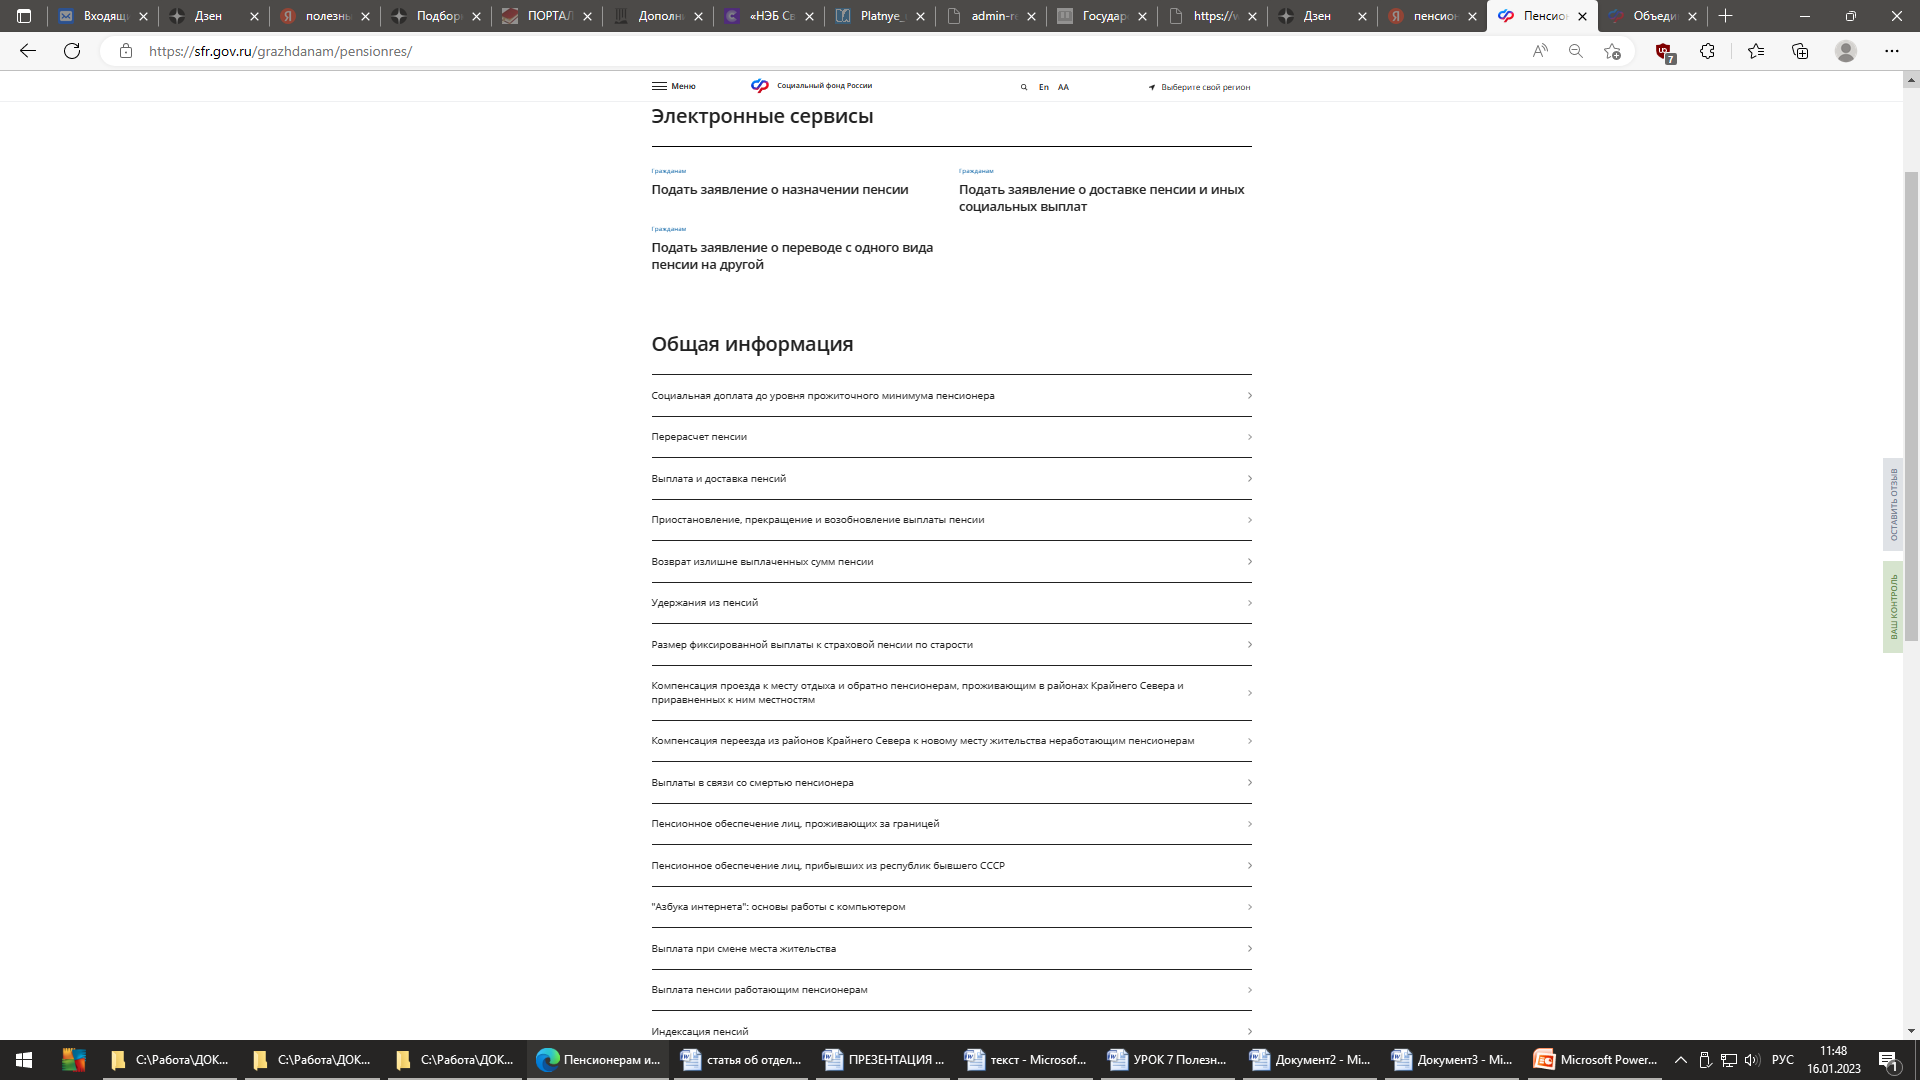 Входящи
Дзен
полезны
Подбор
ПОРТАЛ
Дополни
«НЭБ Св
Platnye_
admin-re
Государ
https://w
Дзен
пенсион
Пенсио
Объеди
https://sfr.gov.ru/grazhdanam/pensionres/
7
Меню
Социальный фонд России
En
AA
Выберите свой регион
Электронные сервисы
Гражданам
Подать заявление о назначении пенсии
Гражданам
Подать заявление о доставке пенсии и иных
социальных выплат
Гражданам
Подать заявление о переводе с одного вида
пенсии на другой
Общая информация
Социальная доплата до уровня прожиточного минимума пенсионера
Перерасчет пенсии
Выплата и доставка пенсий
Приостановление, прекращение и возобновление выплаты пенсии
Возврат излишне выплаченных сумм пенсии
Удержания из пенсий
Размер фиксированной выплаты к страховой пенсии по старости
Компенсация проезда к месту отдыха и обратно пенсионерам, проживающим в районах Крайнего Севера и
приравненных к ним местностям
Компенсация переезда из районов Крайнего Севера к новому месту жительства неработающим пенсионерам
Выплаты в связи со смертью пенсионера
Пенсионное обеспечение лиц, проживающих за границей
Пенсионное обеспечение лиц, прибывших из республик бывшего СССР
"Азбука интернета": основы работы с компьютером
Выплата при смене места жительства
Выплата пенсии работающим пенсионерам
Индексация пенсий
ОСТАВИТЬ ОТЗЫВ
ВАШ КОНТРОЛЬ
C:\Работа\ДОК...
C:\Работа\ДОК...
C:\Работа\ДОК...
Пенсионерам и...
статья об отдел...
ПРЕЗЕНТАЦИЯ ...
текст - Microsof...
УРОК 7 Полезн...
Документ2 - Mi...
Документ3 - Mi...
Microsoft Power...
РУС
11:48
16.01.2023
1